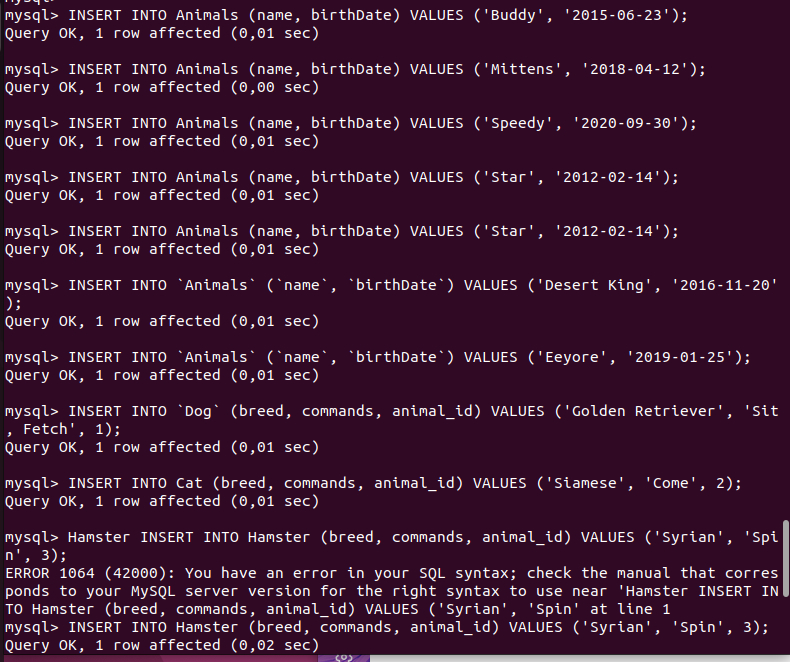 mysql> INSERT INTO Animals (name, birthDate) VALUES ('Buddy', '2015-06-23');
Query OK, 1 row affected (0,01 sec)
mysql> INSERT INTO Animals (name, birthDate) VALUES ('Mittens', '2018-04-12');
Query OK, 1 row affected (0,00 sec)
mysql> INSERT INTO Animals (name, birthDate) VALUES ('Speedy', '2020-09-30');
Query OK, 1 row affected (0,01 sec)
mysql> INSERT INTO Animals (name, birthDate) VALUES ('Star', '2012-02-14');
Query OK, 1 row affected (0,01 sec)
mysql> INSERT INTO Animals (name, birthDate) VALUES ('Star', '2012-02-14');
Query OK, 1 row affected (0,01 sec)
mysql> INSERT INTO `Animals` (`name`, `birthDate`) VALUES ('Desert King', '2016-11-20'
);
Query OK, 1 row affected (0,01 sec)
mysql> INSERT INTO `Animals` (`name`, `birthDate`) VALUES ('Eeyore', '2019-01-25');
Query OK, 1 row affected (0,01 sec)
mysql> INSERT INTO `Dog` (breed, commands, animal_id) VALUES ('Golden Retriever', 'Sit
, Fetch', 1);
Query OK, 1 row affected (0,01 sec)
mysql> INSERT INTO Cat (breed, commands, animal_id) VALUES ('Siamese', 'Come', 2);
Query OK, 1 row affected (0,01 sec)
mysql> Hamster INSERT INTO Hamster (breed, commands, animal_id) VALUES ('Syrian', 'Spi
n', 3);
ERROR 1064 (42000): You have an error in your SQL syntax; check the manual that corres
ponds to your MySQL server version for the right syntax to use near 'Hamster INSERT IN
TO Hamster (breed, commands, animal_id) VALUES ('Syrian', 'Spin' at line 1
mysql> INSERT INTO Hamster (breed, commands, animal_id) VALUES ('Syrian', 'Spin', 3);
Query OK, 1 row affected (0,02 sec)